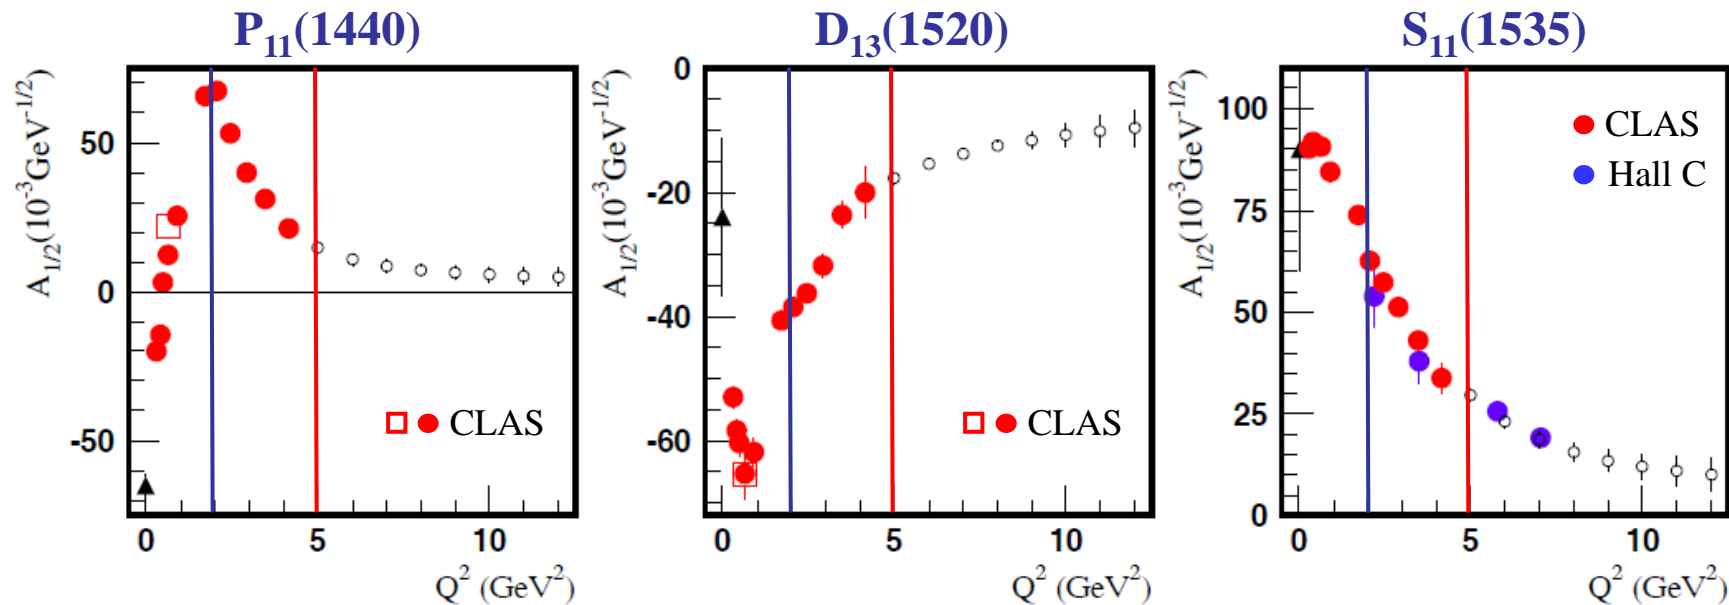 P₁₁(1440)
A₁/₂(10⁻³GeV⁻¹/²)
50
0
-50
CLAS
0 5 10
Q² (GeV²)
D₁₃(1520)
A₁/₂(10⁻³GeV⁻¹/²)
0
-20
-40
-60
CLAS
0 5 10
Q² (GeV²)
S₁₁(1535)
A₁/₂(10⁻³GeV⁻¹/²)
100
75
50
25
0
CLAS
Hall C
0 5 10
Q² (GeV²)